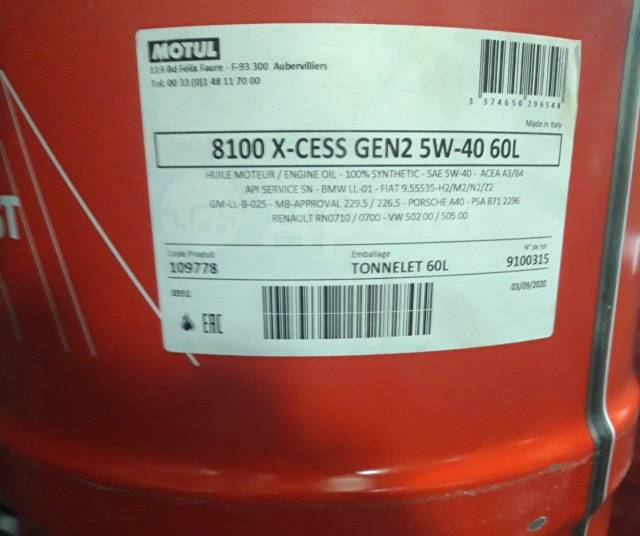 MOTUL
119 Bd Félix Faure - F-93 300 Aubervilliers
Tel: 00 33 (0)1 48 11 70 00
3 374650 296548
Made in Italy
8100 X-CESS GEN2 5W-40 60L
HUILE MOTEUR / ENGINE OIL - 100% SYNTHETIC - SAE 5W-40 - ACEA A3/B4
API SERVICE SN - BMW LL-01 - FIAT 9.55535-H2/M2/N2/Z2
GM-LL-B-025 - MB-APPROVAL 229.5 / 226.5 - PORSCHE A40 - PSA B71 2296
RENAULT RN0710 / 0700 - VW 502 00 / 505 00
Code Produit Emballage N° de lot
109778 TONNELET 60L 9100315
0352 03/09/2020
EAC
ST